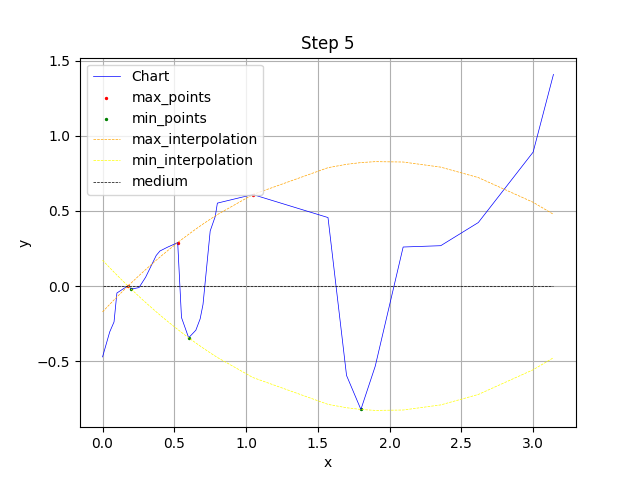 Step 5
1.5
1.0
0.5
0.0
−0.5
y
Chart
max_points
min_points
max_interpolation
min_interpolation
medium
0.0
0.5
1.0
1.5
2.0
2.5
3.0
x